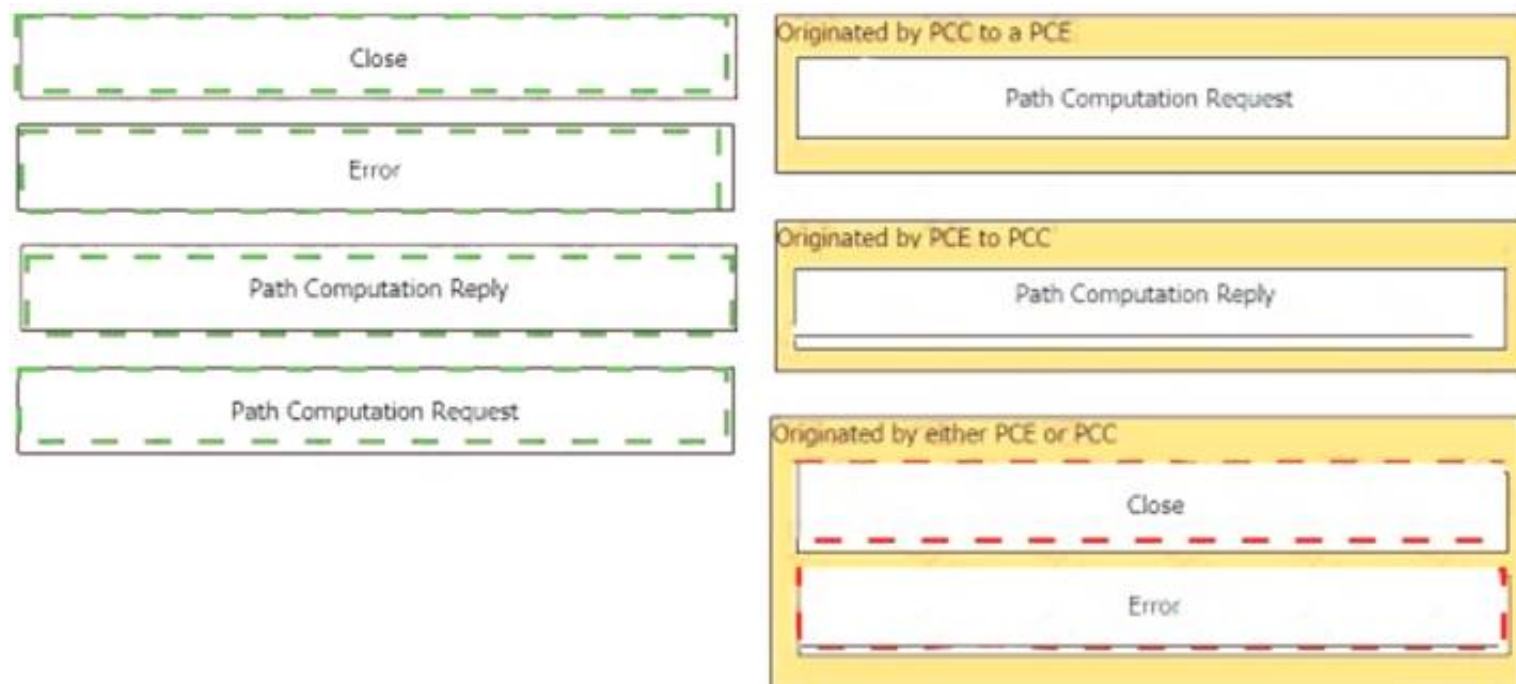 Close
Error
Path Computation Reply
Path Computation Request
Originated by PCC to a PCE
Path Computation Request
Originated by PCE to PCC
Path Computation Reply
Originated by either PCE or PCC
Close
Error